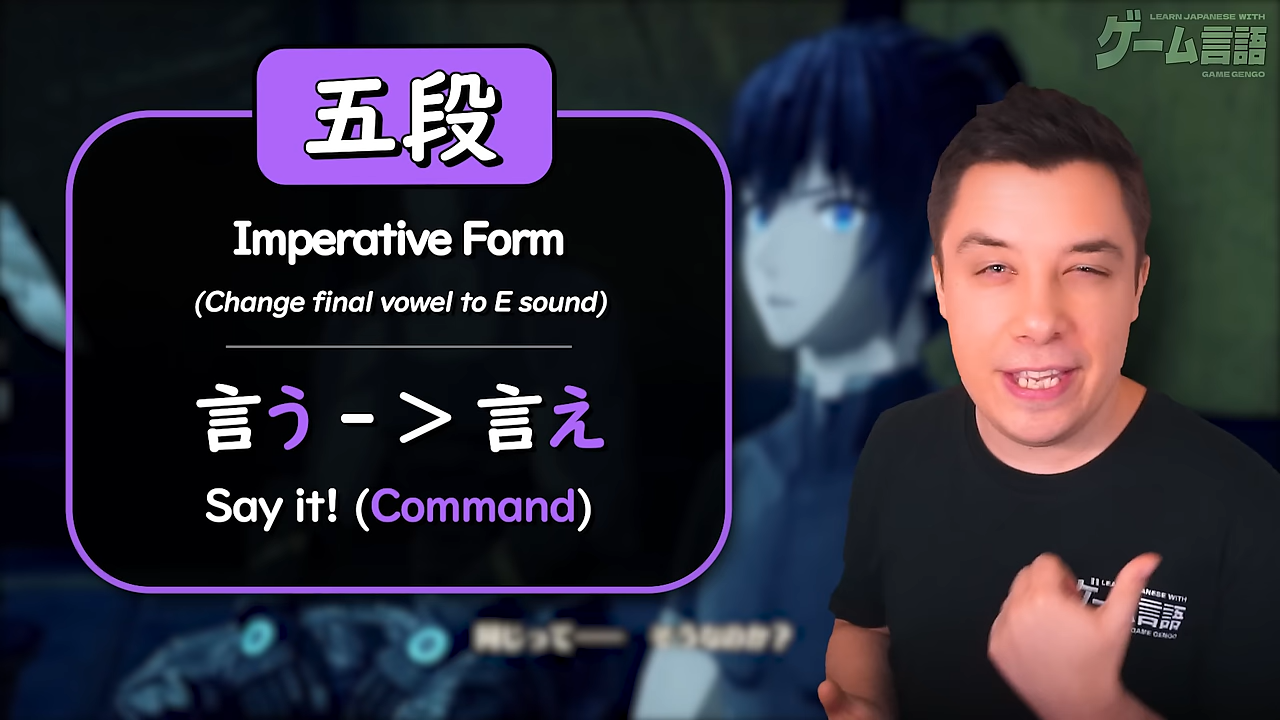 五段
Imperative Form
(Change final vowel to E sound)
言う - > 言え
Say it! (Command)
LEARN JAPANESE WITH
ゲーム言語
GAME GENGO